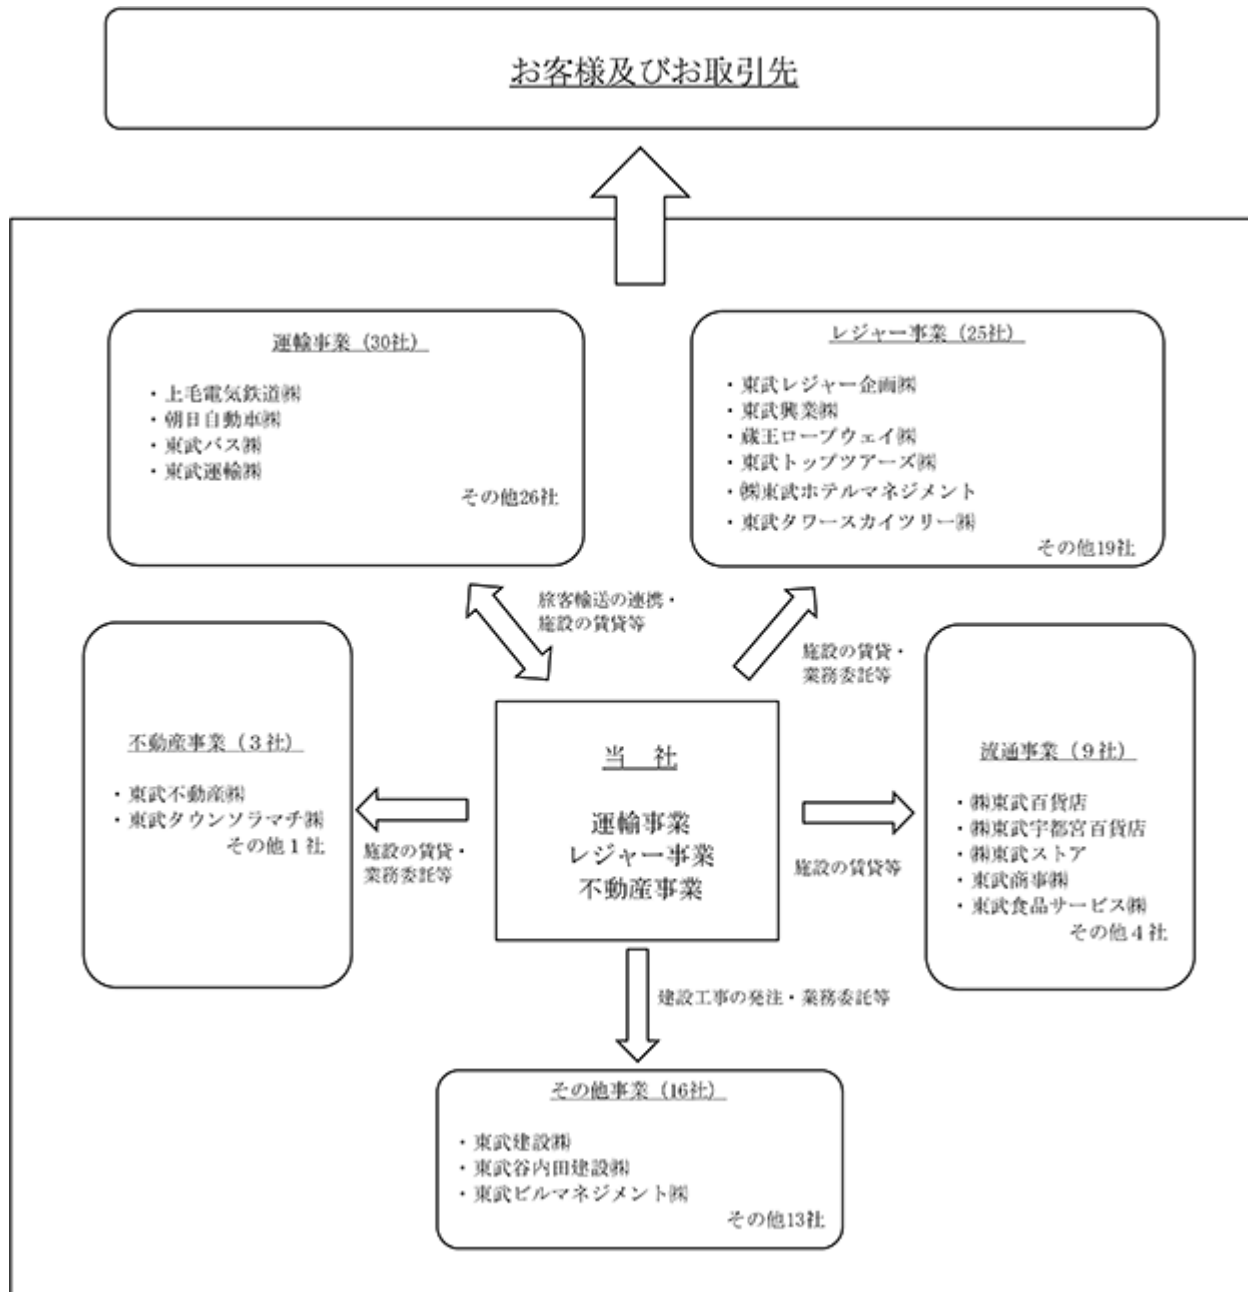 お客様及びお取引先
運輸事業（30社）
・上毛電気鉄道㈱
・朝日自動車㈱
・東武バス㈱
・東武運輸㈱
その他26社
レジャー事業（25社）
・東武レジャー企画㈱
・東武興業㈱
・蔵王ロープウェイ㈱
・東武トップツアーズ㈱
・㈱東武ホテルマネジメント
・東武タワースカイツリー㈱
その他19社
旅客輸送の連携・
施設の賃貸等
施設の賃貸・
業務委託等
不動産事業（３社）
・東武不動産㈱
・東武タウンソラマチ㈱
その他１社
施設の賃貸・
業務委託等
当　社
運輸事業
レジャー事業
不動産事業
施設の賃貸等
流通事業（９社）
・㈱東武百貨店
・㈱東武宇都宮百貨店
・㈱東武ストア
・東武商事㈱
・東武食品サービス㈱
その他４社
建設工事の発注・業務委託等
その他事業（16社）
・東武建設㈱
・東武谷内田建設㈱
・東武ビルマネジメント㈱
その他13社